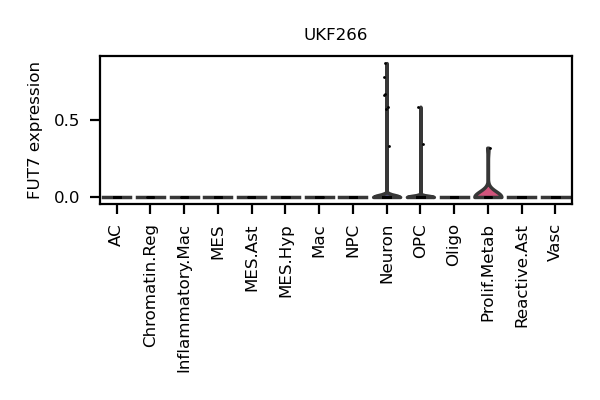 UKF266
FUT7 expression
0.5
0.0
AC
Chromatin.Reg
Inflammatory.Mac
MES
MES.Ast
MES.Hyp
Mac
NPC
Neuron
OPC
Oligo
Prolif.Metab
Reactive.Ast
Vasc